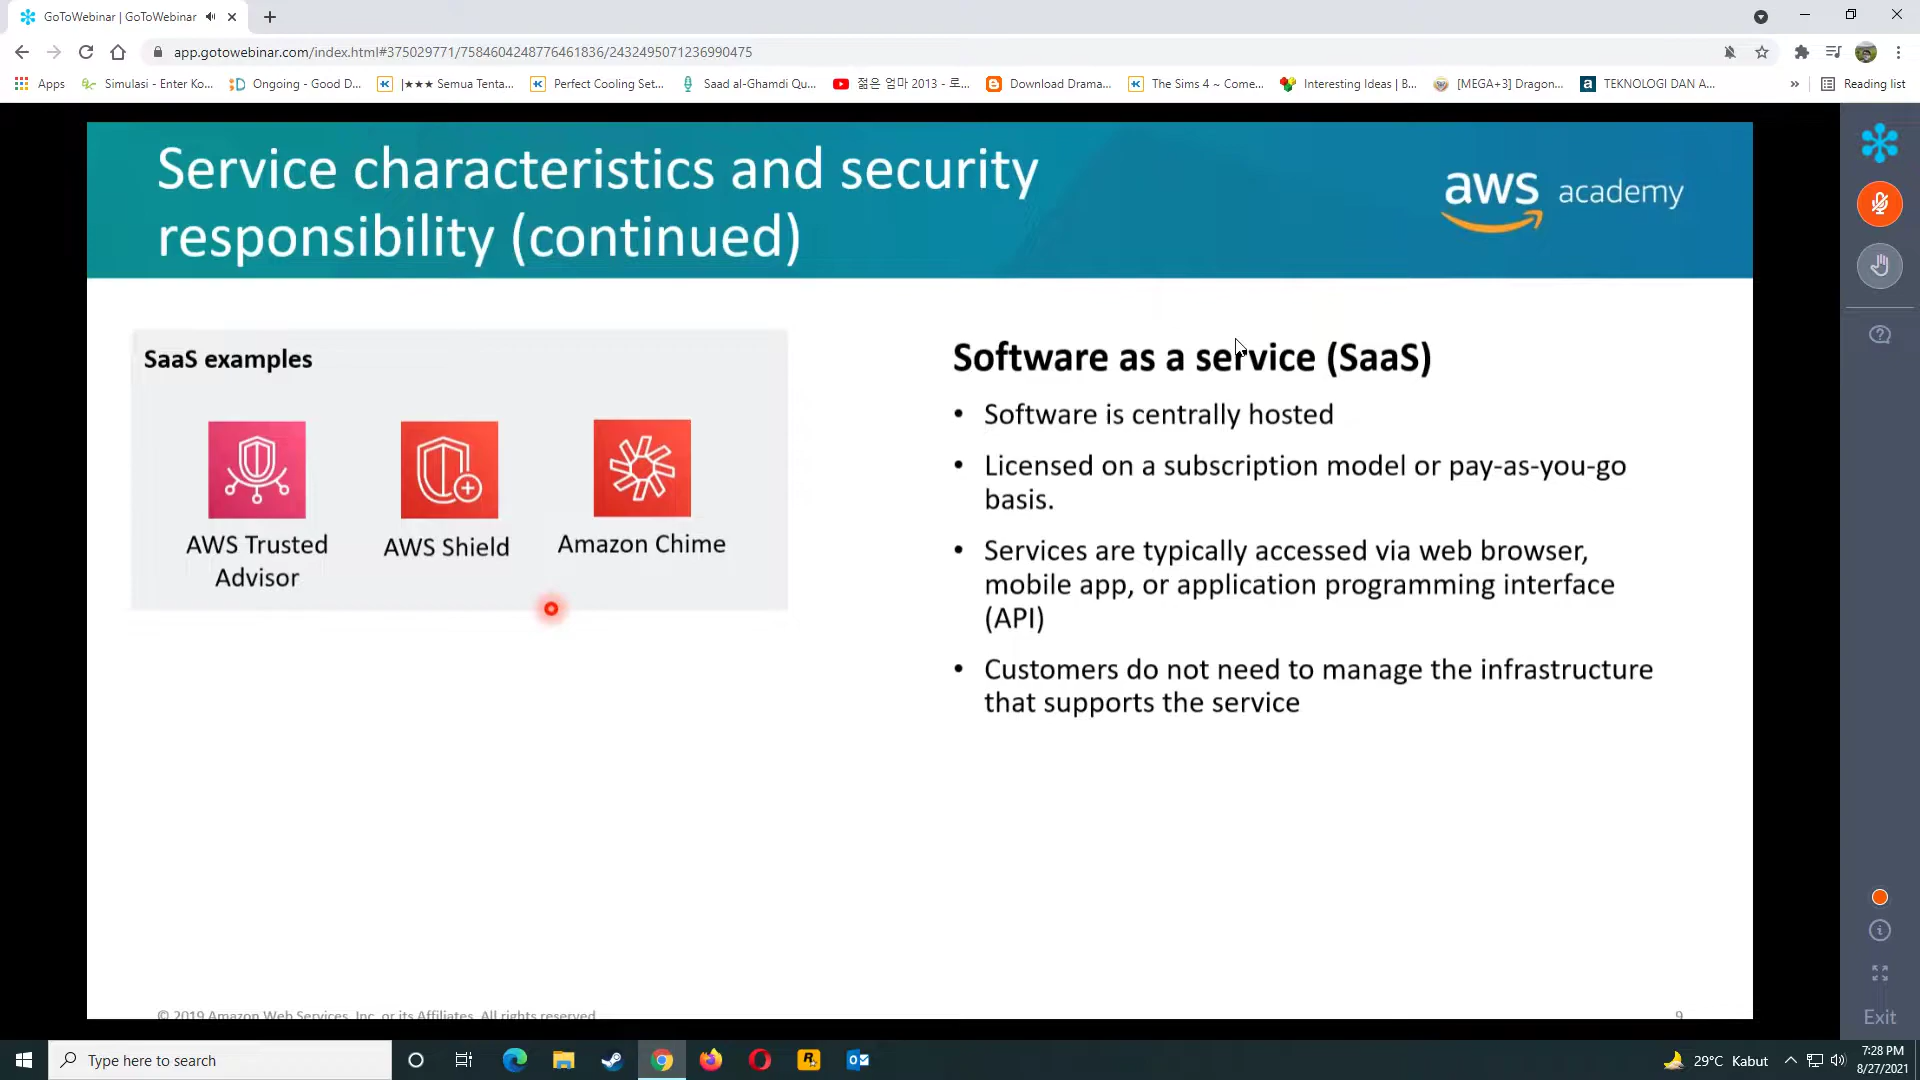 GoToWebinar | GoToWebinar
app.gotowebinar.com/index.html#375029771/7584604248776461836/2432495071236990475
Apps
Simulasi - Enter Ko...
Ongoing - Good D...
|★★★ Semua Tenta...
Perfect Cooling Set...
Saad al-Ghamdi Qu...
젊은 엄마 2013 - 로...
Download Drama...
The Sims 4 ~ Come...
Interesting Ideas | B...
[MEGA+3] Dragon...
TEKNOLOGI DAN A...
»
Reading list
Service characteristics and security
responsibility (continued)
aws academy
SaaS examples
AWS Trusted
Advisor
AWS Shield
Amazon Chime
Software as a service (SaaS)
• Software is centrally hosted
• Licensed on a subscription model or pay-as-you-go
basis.
• Services are typically accessed via web browser,
mobile app, or application programming interface
(API)
• Customers do not need to manage the infrastructure
that supports the service
© 2019 Amazon Web Services, Inc. or its Affiliates. All rights reserved.
9
Exit
Type here to search
29°C Kabut
7:28 PM
8/27/2021